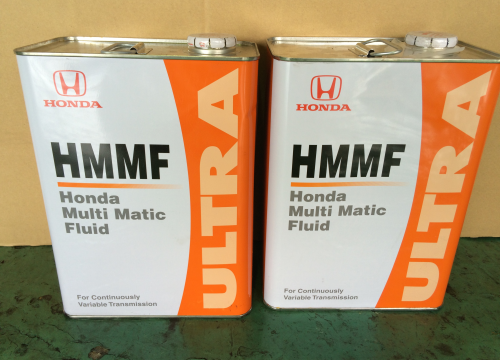 HONDA
HMMF
Honda
Multi Matic
Fluid
For Continuously
Variable Transmission
ULTRA
HONDA
HMMF
Honda
Multi Matic
Fluid
For Continuously
Variable Transmission
ULTRA